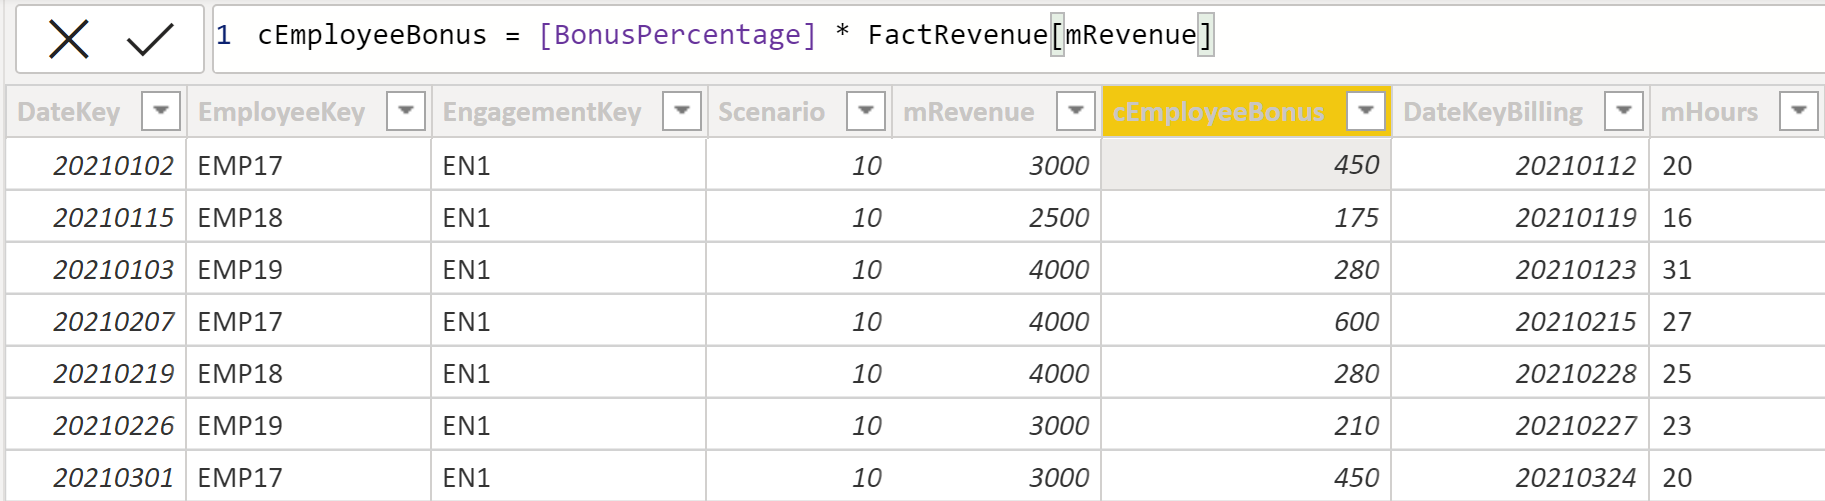 1 cEmployeeBonus = [BonusPercentage] * FactRevenue[mRevenue]
DateKey EmployeeKey EngagementKey Scenario mRevenue cEmployeeBonus DateKeyBilling mHours
20210102 EMP17 EN1 10 3000 450 20210112 20
20210115 EMP18 EN1 10 2500 175 20210119 16
20210103 EMP19 EN1 10 4000 280 20210123 31
20210207 EMP17 EN1 10 4000 600 20210215 27
20210219 EMP18 EN1 10 4000 280 20210228 25
20210226 EMP19 EN1 10 3000 210 20210227 23
20210301 EMP17 EN1 10 3000 450 20210324 20